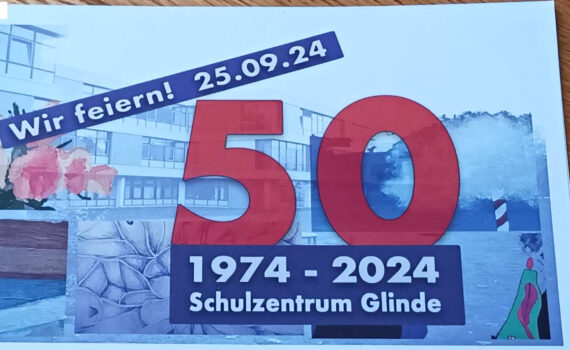 Wir feiern! 25.09.24
50
1974 - 2024
Schulzentrum Glinde